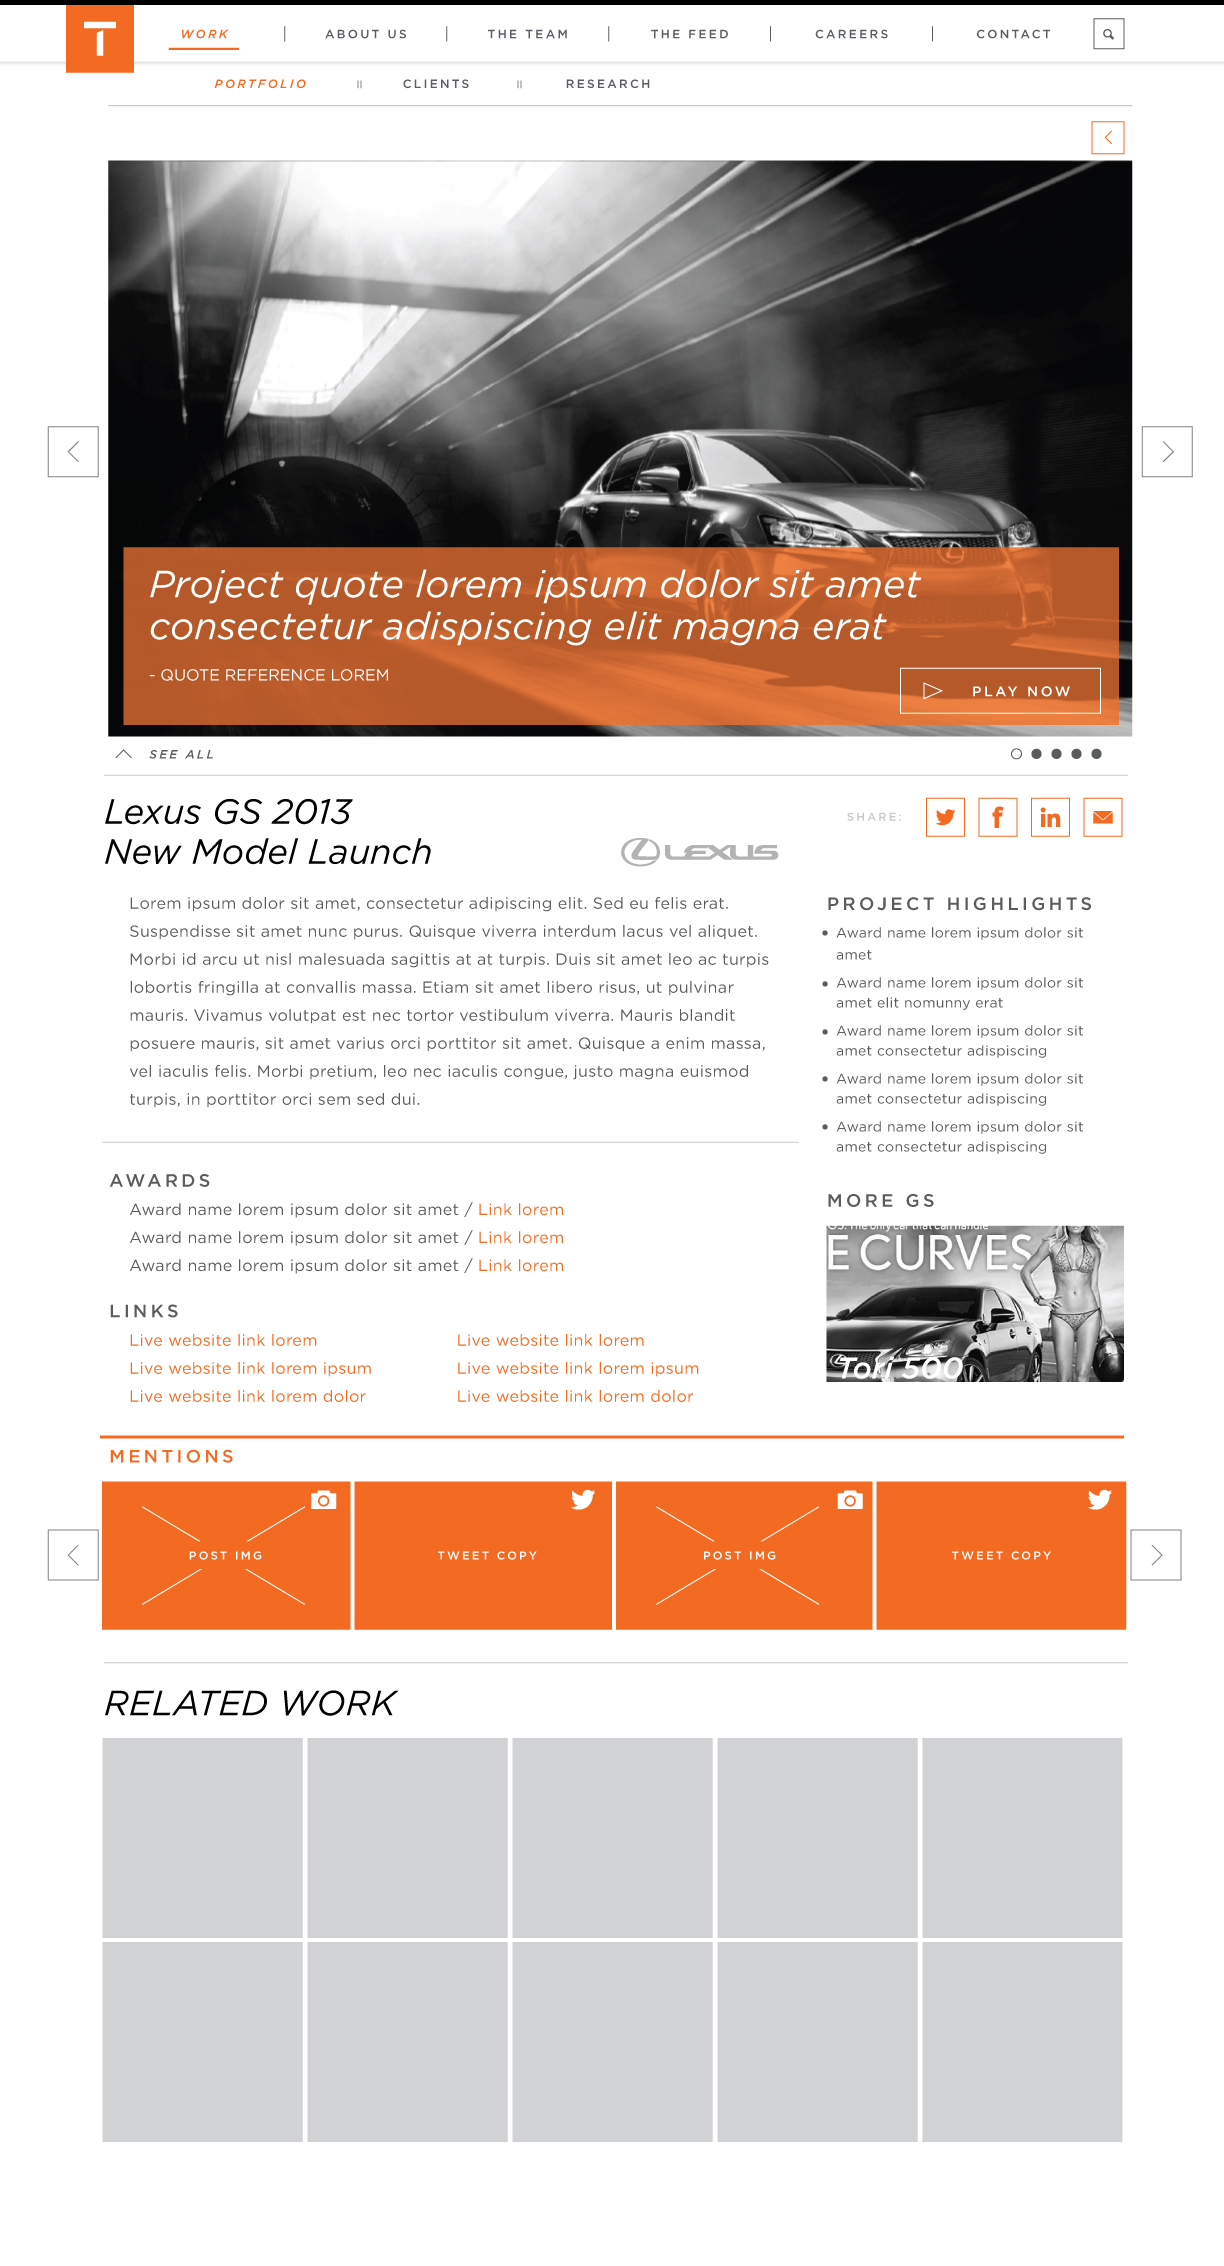 T
WORK
ABOUT US
THE TEAM
THE FEED
CAREERS
CONTACT
PORTFOLIO
CLIENTS
RESEARCH
Project quote lorem ipsum dolor sit amet
consectetur adispiscing elit magna erat
- QUOTE REFERENCE LOREM
PLAY NOW
SEE ALL
Lexus GS 2013
New Model Launch
LEXUS
SHARE:
Lorem ipsum dolor sit amet, consectetur adipiscing elit. Sed eu felis erat.
Suspendisse sit amet nunc purus. Quisque viverra interdum lacus vel aliquet.
Morbi id arcu ut nisl malesuada sagittis at at turpis. Duis sit amet leo ac turpis
lobortis fringilla at convallis massa. Etiam sit amet libero risus, ut pulvinar
mauris. Vivamus volutpat est nec tortor vestibulum viverra. Mauris blandit
posuere mauris, sit amet varius orci porttitor sit amet. Quisque a enim massa,
vel iaculis felis. Morbi pretium, leo nec iaculis congue, justo magna euismod
turpis, in porttitor orci sem sed dui.
PROJECT HIGHLIGHTS
• Award name lorem ipsum dolor sit
amet
• Award name lorem ipsum dolor sit
amet elit nomunny erat
• Award name lorem ipsum dolor sit
amet consectetur adispiscing
• Award name lorem ipsum dolor sit
amet consectetur adispiscing
• Award name lorem ipsum dolor sit
amet consectetur adispiscing
AWARDS
Award name lorem ipsum dolor sit amet / Link lorem
Award name lorem ipsum dolor sit amet / Link lorem
Award name lorem ipsum dolor sit amet / Link lorem
MORE GS
GS. The only car that can handle
E CURVES
Tori 500
LINKS
Live website link lorem
Live website link lorem ipsum
Live website link lorem dolor
Live website link lorem
Live website link lorem ipsum
Live website link lorem dolor
MENTIONS
POST IMG
TWEET COPY
POST IMG
TWEET COPY
RELATED WORK